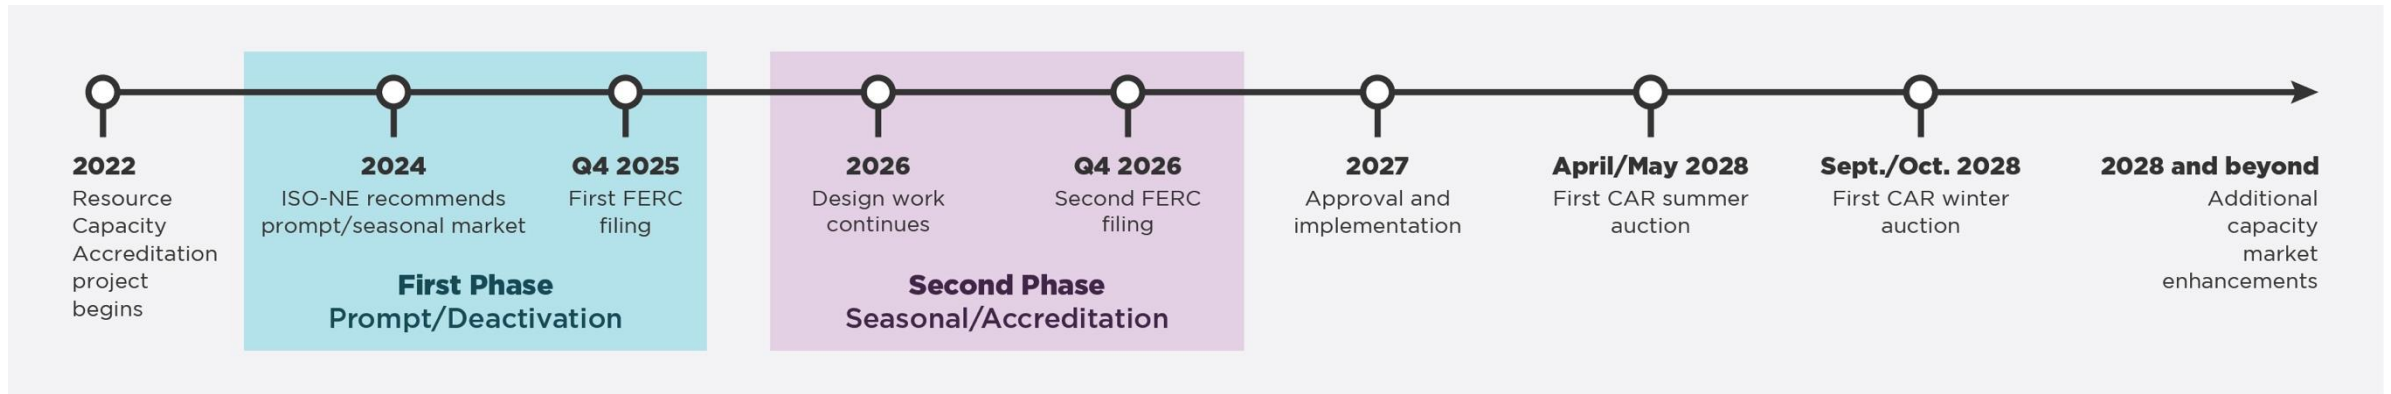 2022
Resource
Capacity
Accreditation
project
begins
2024
ISO-NE recommends
prompt/seasonal market
Q4 2025
First FERC
filing
First Phase
Prompt/Deactivation
2026
Design work
continues
Q4 2026
Second FERC
filing
Second Phase
Seasonal/Accreditation
2027
Approval and
implementation
April/May 2028
First CAR summer
auction
Sept./Oct. 2028
First CAR winter
auction
2028 and beyond
Additional
capacity
market
enhancements